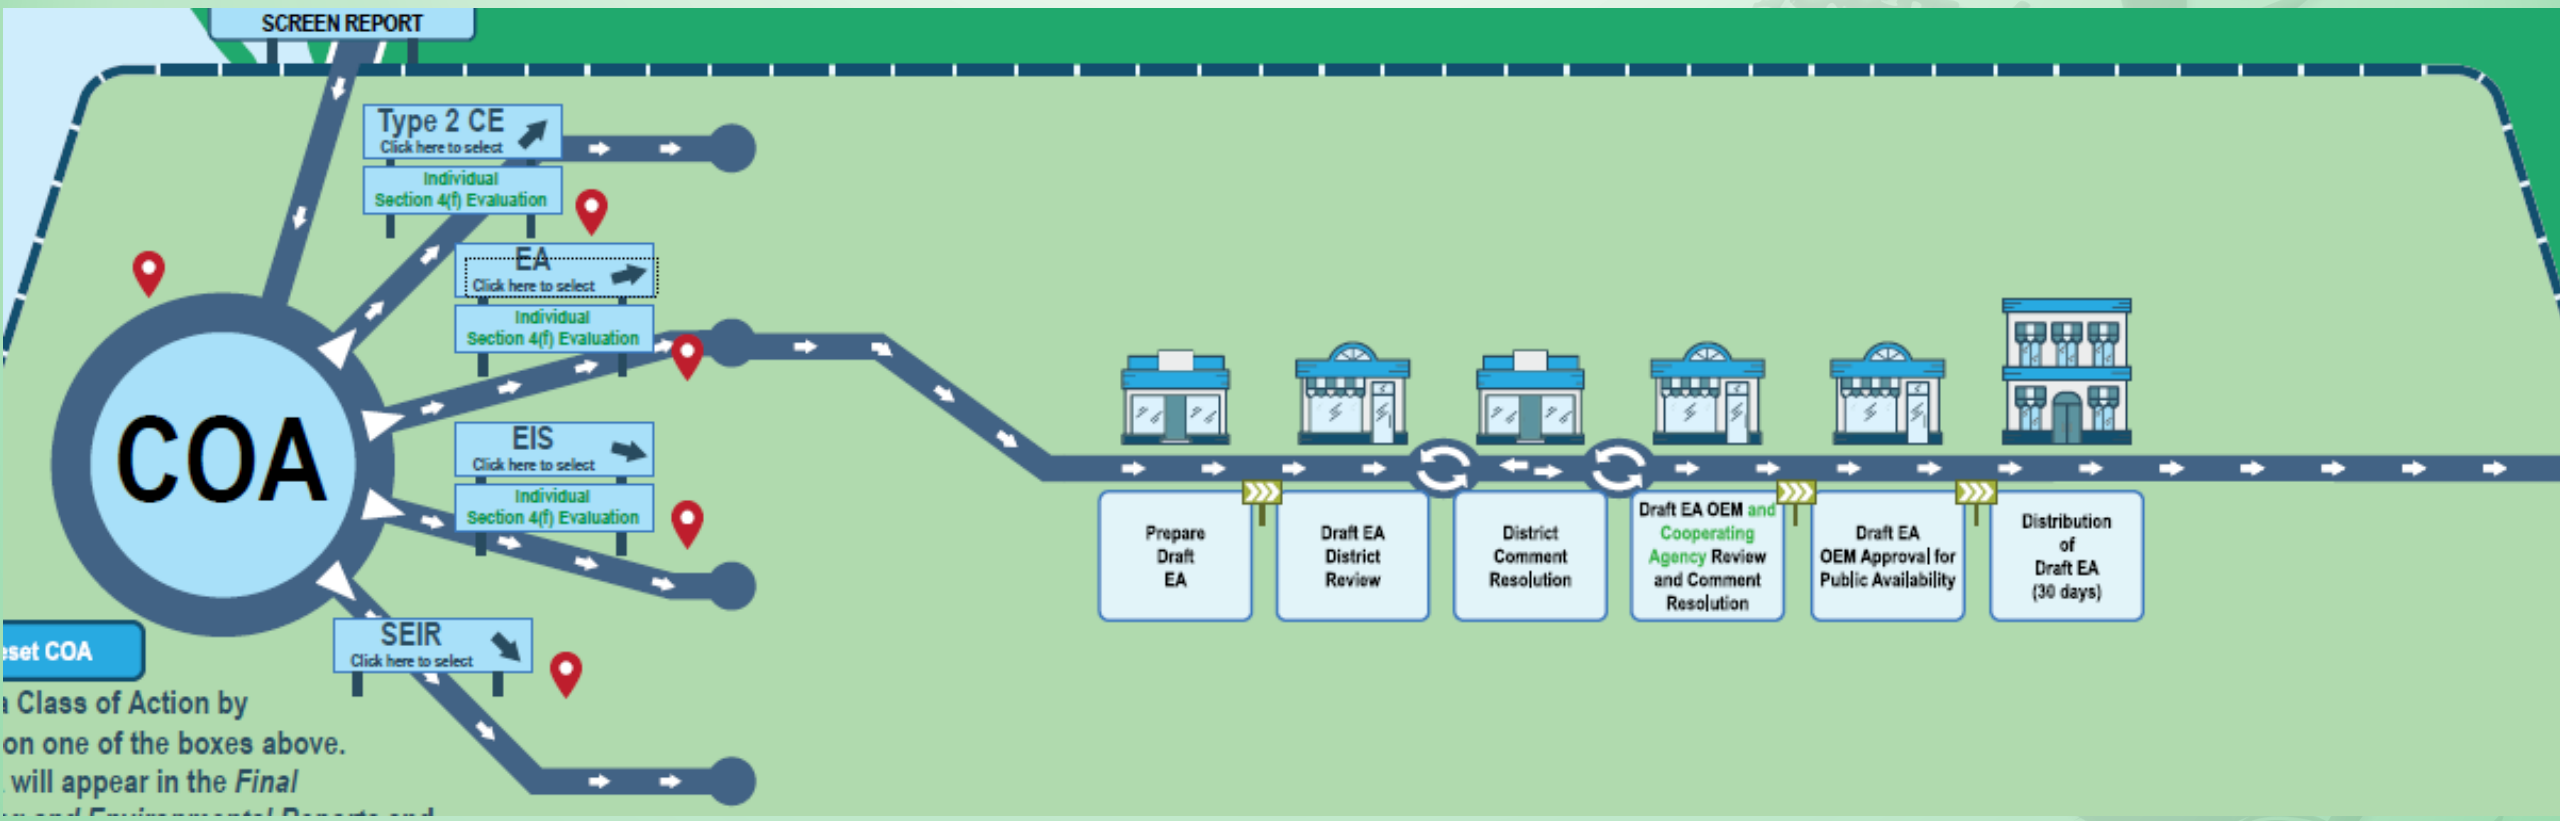 SCREEN REPORT
Type 2 CE
Click here to select
Individual
Section 4(f) Evaluation
EA
Click here to select
Individual
Section 4(f) Evaluation
COA
EIS
Click here to select
Individual
Section 4(f) Evaluation
SEIR
Click here to select
eset COA
a Class of Action by
on one of the boxes above.
will appear in the Final
and Environmental Reports and
Prepare
Draft
EA
Draft EA
District
Review
District
Comment
Resolution
Draft EA OEM and
Cooperating
Agency Review
and Comment
Resolution
Draft EA
OEM Approval for
Public Availability
Distribution
of
Draft EA
(30 days)